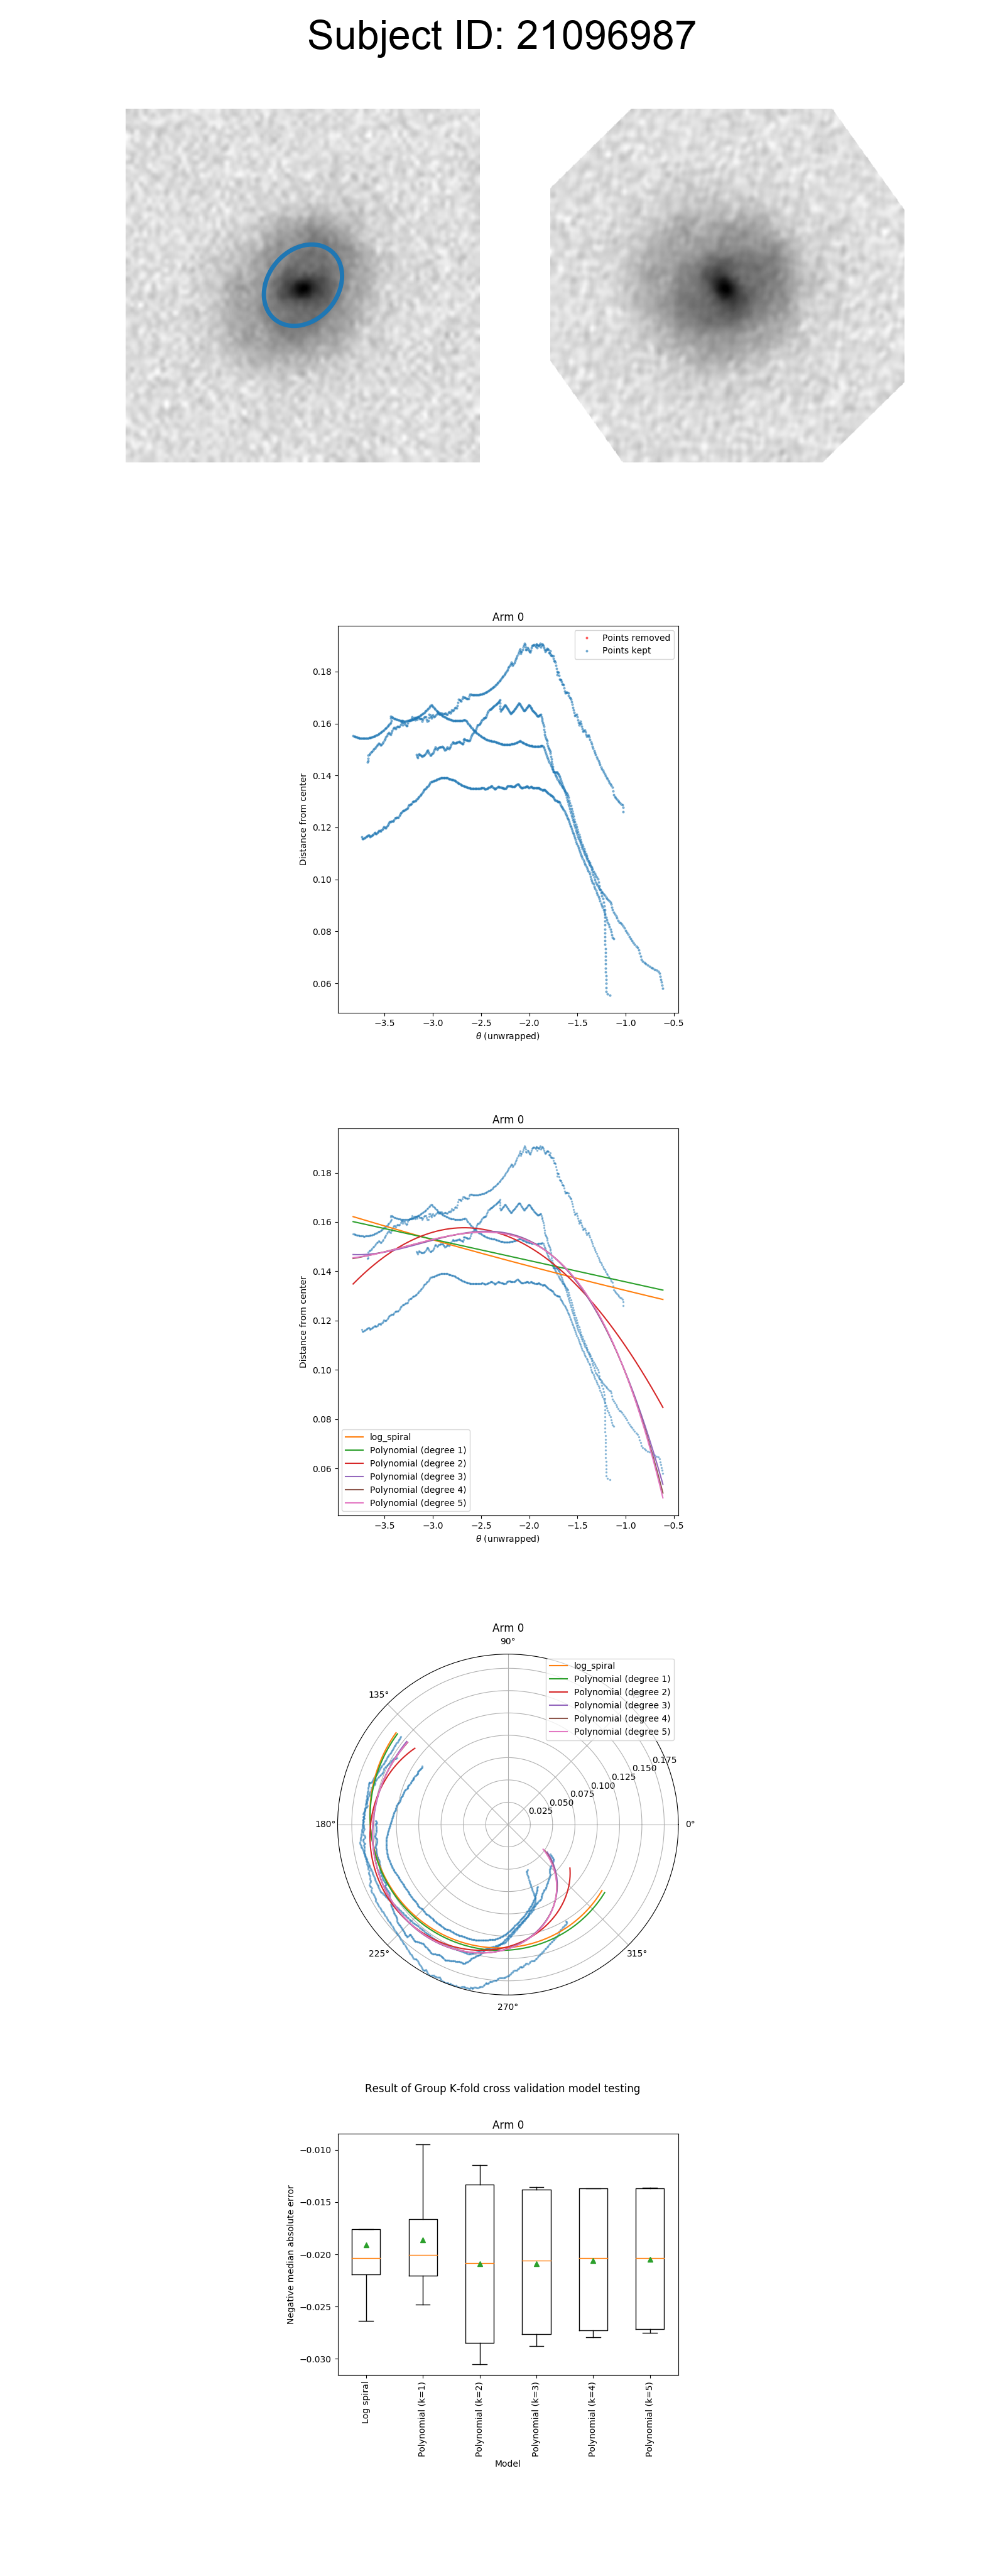 Subject ID: 21096987
Arm 0
Points removed
Points kept
0.18
0.16
0.14
0.12
0.10
0.08
0.06
Distance from center
−3.5 −3.0 −2.5 −2.0 −1.5 −1.0 −0.5
θ (unwrapped)
Arm 0
0.18
0.16
0.14
0.12
0.10
0.08
0.06
Distance from center
log_spiral
Polynomial (degree 1)
Polynomial (degree 2)
Polynomial (degree 3)
Polynomial (degree 4)
Polynomial (degree 5)
−3.5 −3.0 −2.5 −2.0 −1.5 −1.0 −0.5
θ (unwrapped)
Arm 0
90°
log_spiral
Polynomial (degree 1)
Polynomial (degree 2)
Polynomial (degree 3)
Polynomial (degree 4)
Polynomial (degree 5)
135°
0.175
0.150
0.125
0.100
0.075
0.050
0.025
180°
0°
225°
315°
270°
Result of Group K-fold cross validation model testing
Arm 0
−0.010
−0.015
−0.020
−0.025
−0.030
Negative median absolute error
Log spiral
Polynomial (k=1)
Polynomial (k=2)
Polynomial (k=3)
Polynomial (k=4)
Polynomial (k=5)
Model